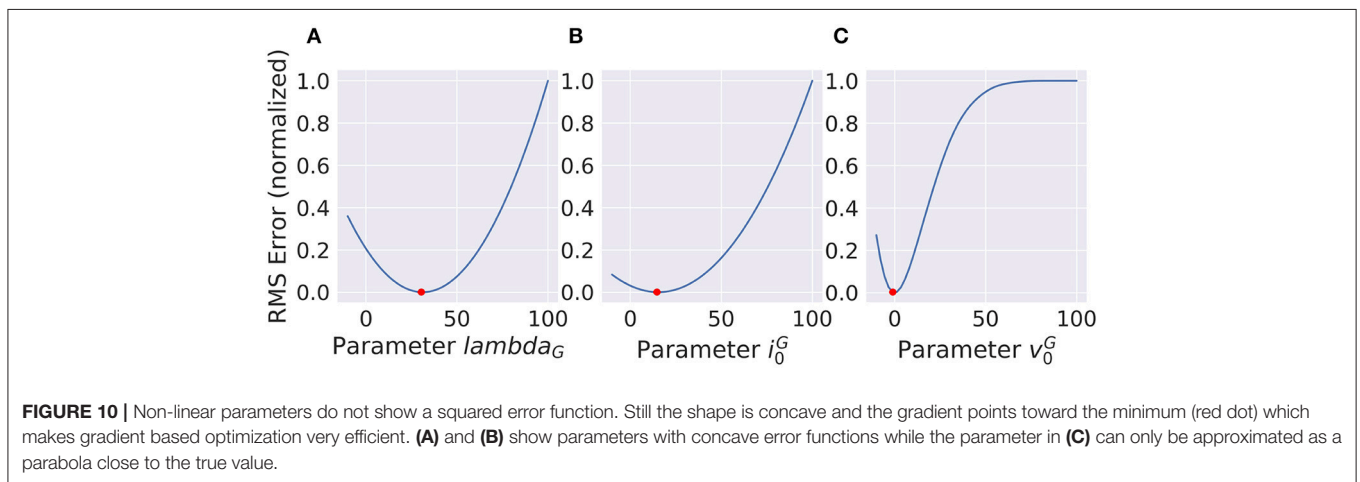 A
B
C
RMS Error (normalized)
1.0
0.8
0.6
0.4
0.2
0.0
0 50 100
Parameter lambda_G
1.0
0.8
0.6
0.4
0.2
0.0
0 50 100
Parameter i_0^G
1.0
0.8
0.6
0.4
0.2
0.0
0 50 100
Parameter v_0^G
FIGURE 10 | Non-linear parameters do not show a squared error function. Still the shape is concave and the gradient points toward the minimum (red dot) which
makes gradient based optimization very efficient. (A) and (B) show parameters with concave error functions while the parameter in (C) can only be approximated as a
parabola close to the true value.